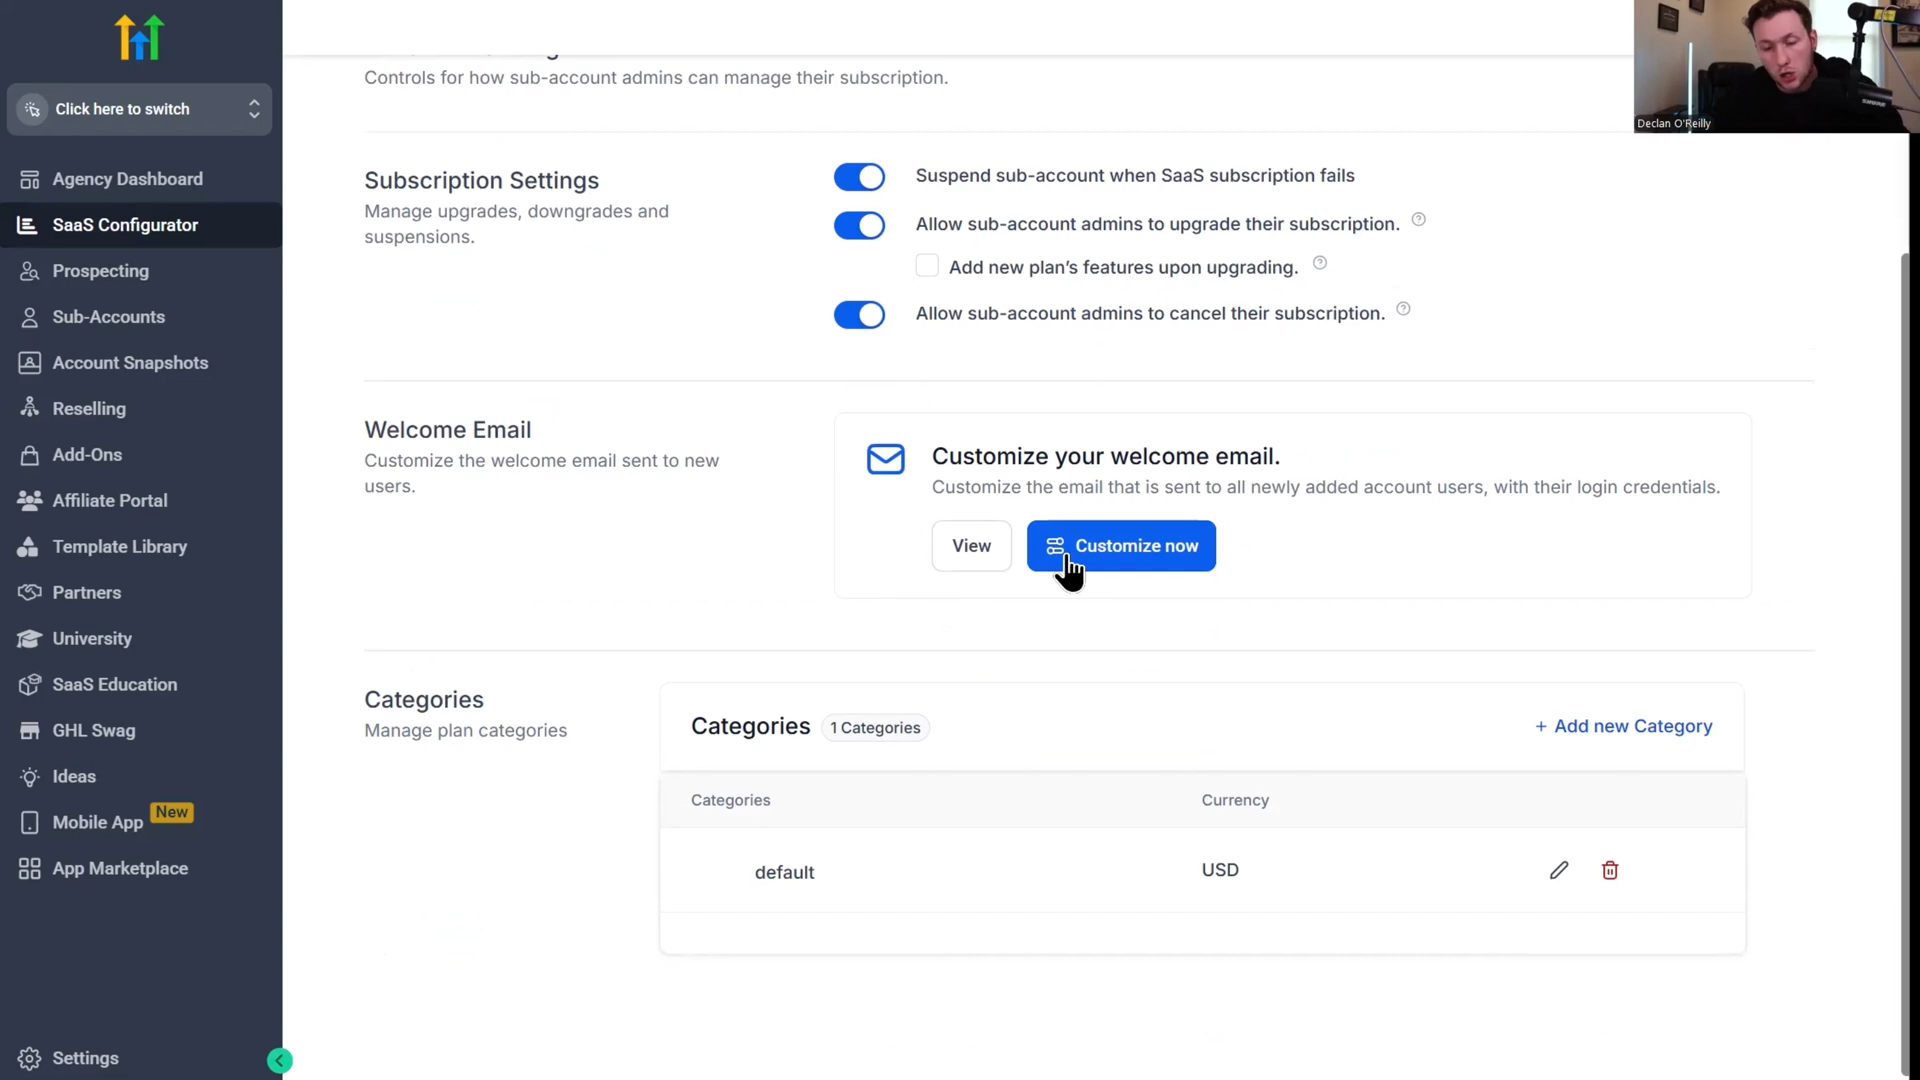 Click here to switch
Agency Dashboard
SaaS Configurator
Prospecting
Sub-Accounts
Account Snapshots
Reselling
Add-Ons
Affiliate Portal
Template Library
Partners
University
SaaS Education
GHL Swag
Ideas
Mobile App New
App Marketplace
Settings
Controls for how sub-account admins can manage their subscription.
Subscription Settings
Manage upgrades, downgrades and
suspensions.
Suspend sub-account when SaaS subscription fails
Allow sub-account admins to upgrade their subscription.
Add new plan's features upon upgrading.
Allow sub-account admins to cancel their subscription.
Welcome Email
Customize the welcome email sent to new
users.
Customize your welcome email.
Customize the email that is sent to all newly added account users, with their login credentials.
View
Customize now
Categories
Manage plan categories
Categories 1 Categories
+ Add new Category
Categories Currency
default USD
Declan O'Reilly